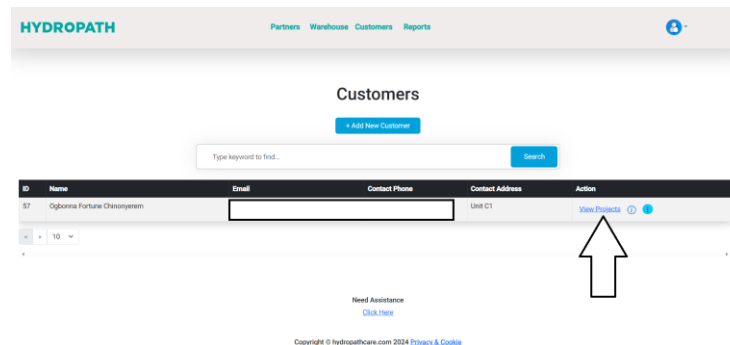 HYDROPATH
Partners Warehouse Customers Reports
Customers
+ Add New Customer
Type keyword to find...
Search
ID Name Email Contact Phone Contact Address Action
57 Ogbonna Fortune Chinonyerem Unit C1 View Projects
« » 10
Need Assistance
Click Here
Copyright © hydropathcare.com 2024 Privacy & Cookie